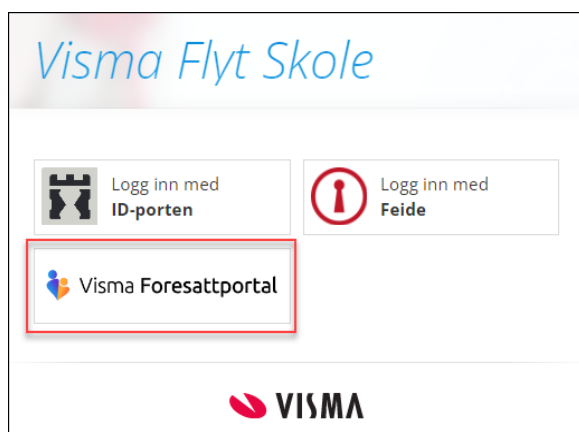 Visma Flyt Skole
Logg inn med
ID-porten
Logg inn med
Feide
Visma Foresattportal
VISMA